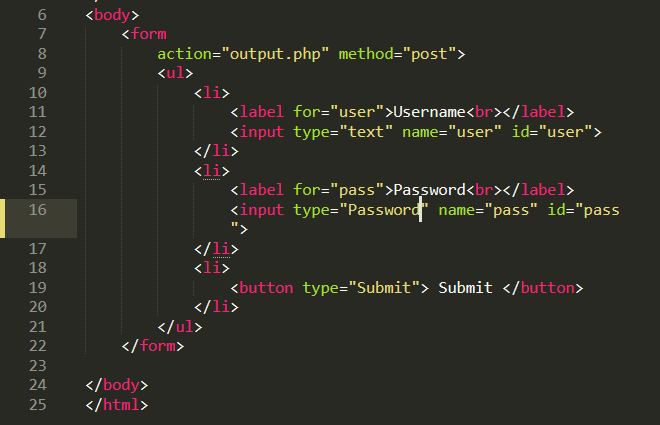 6 <body>
7 <form
8 action="output.php" method="post">
9 <ul>
10 <li>
11 <label for="user">Username<br></label>
12 <input type="text" name="user" id="user">
13 </li>
14 <li>
15 <label for="pass">Password<br></label>
16 <input type="Password" name="pass" id="pass
">
17 </li>
18 <li>
19 <button type="Submit"> Submit </button>
20 </li>
21 </ul>
22 </form>
23
24 </body>
25 </html>